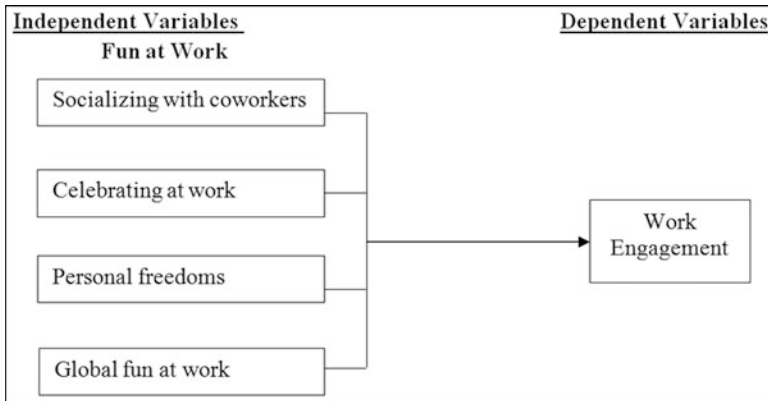 Independent Variables
Dependent Variables
Fun at Work
Socializing with coworkers
Celebrating at work
Work
Engagement
Personal freedoms
Global fun at work